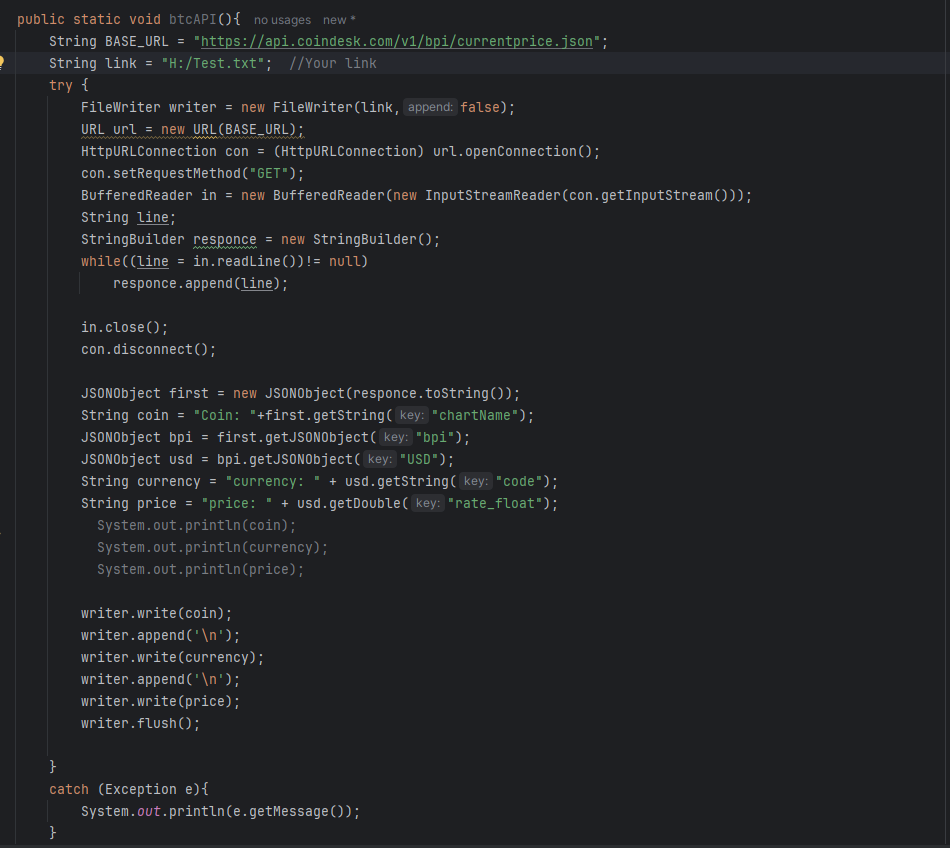 public static void btcAPI(){ no usages new *
String BASE_URL = "https://api.coindesk.com/v1/bpi/currentprice.json";
String link = "H:/Test.txt"; //Your link
try {
FileWriter writer = new FileWriter(link, append: false);
URL url = new URL(BASE_URL);
HttpURLConnection con = (HttpURLConnection) url.openConnection();
con.setRequestMethod("GET");
BufferedReader in = new BufferedReader(new InputStreamReader(con.getInputStream()));
String line;
StringBuilder responce = new StringBuilder();
while((line = in.readLine())!= null)
responce.append(line);
in.close();
con.disconnect();
JSONObject first = new JSONObject(responce.toString());
String coin = "Coin: "+first.getString( key: "chartName");
JSONObject bpi = first.getJSONObject( key: "bpi");
JSONObject usd = bpi.getJSONObject( key: "USD");
String currency = "currency: " + usd.getString( key: "code");
String price = "price: " + usd.getDouble( key: "rate_float");
System.out.println(coin);
System.out.println(currency);
System.out.println(price);
writer.write(coin);
writer.append('\n');
writer.write(currency);
writer.append('\n');
writer.write(price);
writer.flush();
}
catch (Exception e){
System.out.println(e.getMessage());
}